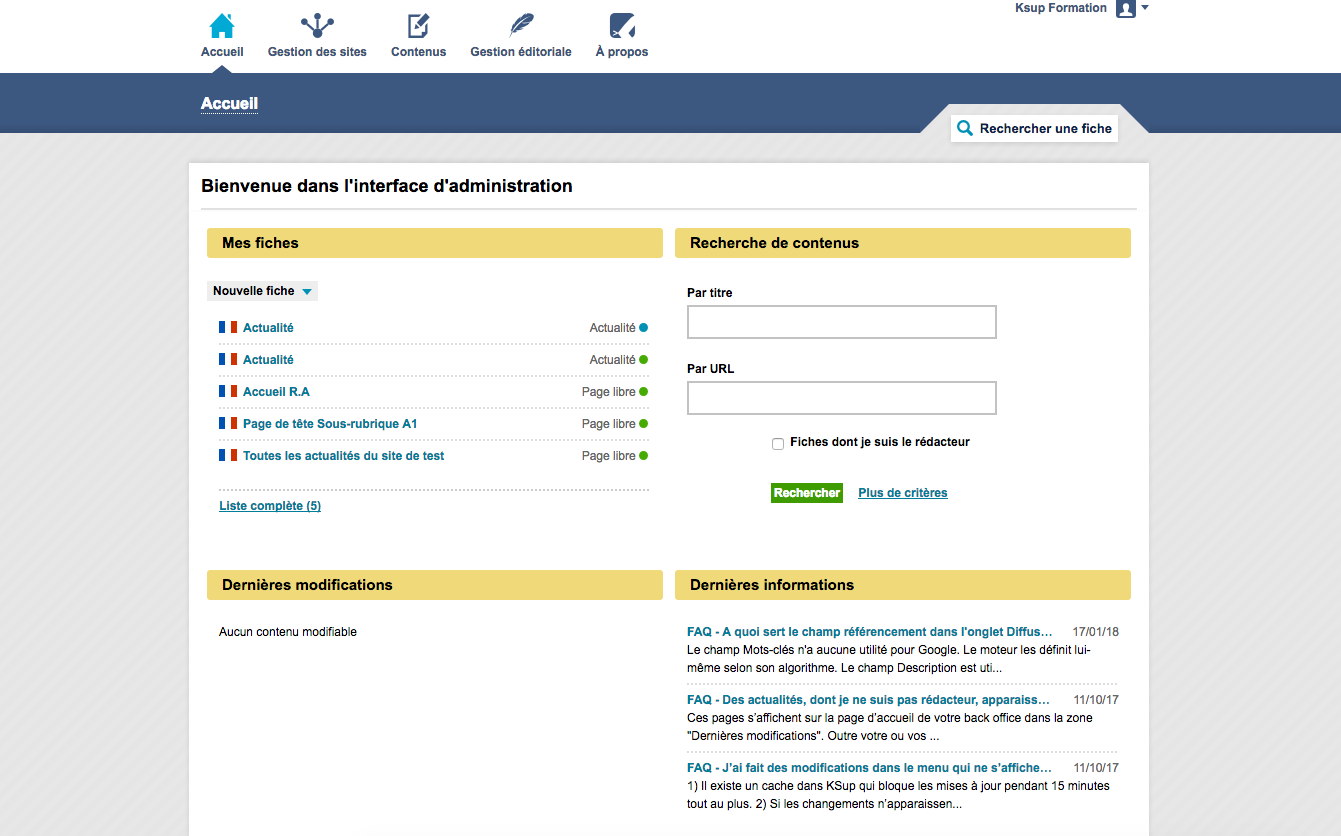 Ksup Formation
Accueil
Gestion des sites
Contenus
Gestion éditoriale
À propos
Accueil
Rechercher une fiche
Bienvenue dans l'interface d'administration
Mes fiches
Nouvelle fiche
Actualité Actualité
Actualité Actualité
Accueil R.A Page libre
Page de tête Sous-rubrique A1 Page libre
Toutes les actualités du site de test Page libre
Liste complète (5)
Recherche de contenus
Par titre
Par URL
Fiches dont je suis le rédacteur
Rechercher Plus de critères
Dernières modifications
Aucun contenu modifiable
Dernières informations
FAQ - A quoi sert le champ référencement dans l'onglet Diffus... 17/01/18
Le champ Mots-clés n'a aucune utilité pour Google. Le moteur les définit lui-
même selon son algorithme. Le champ Description est uti...
FAQ - Des actualités, dont je ne suis pas rédacteur, apparaiss... 11/10/17
Ces pages s’affichent sur la page d’accueil de votre back office dans la zone
"Dernières modifications". Outre votre ou vos ...
FAQ - J’ai fait des modifications dans le menu qui ne s’affiche... 11/10/17
1) Il existe un cache dans KSup qui bloque les mises à jour pendant 15 minutes
tout au plus. 2) Si les changements n’apparaissen...